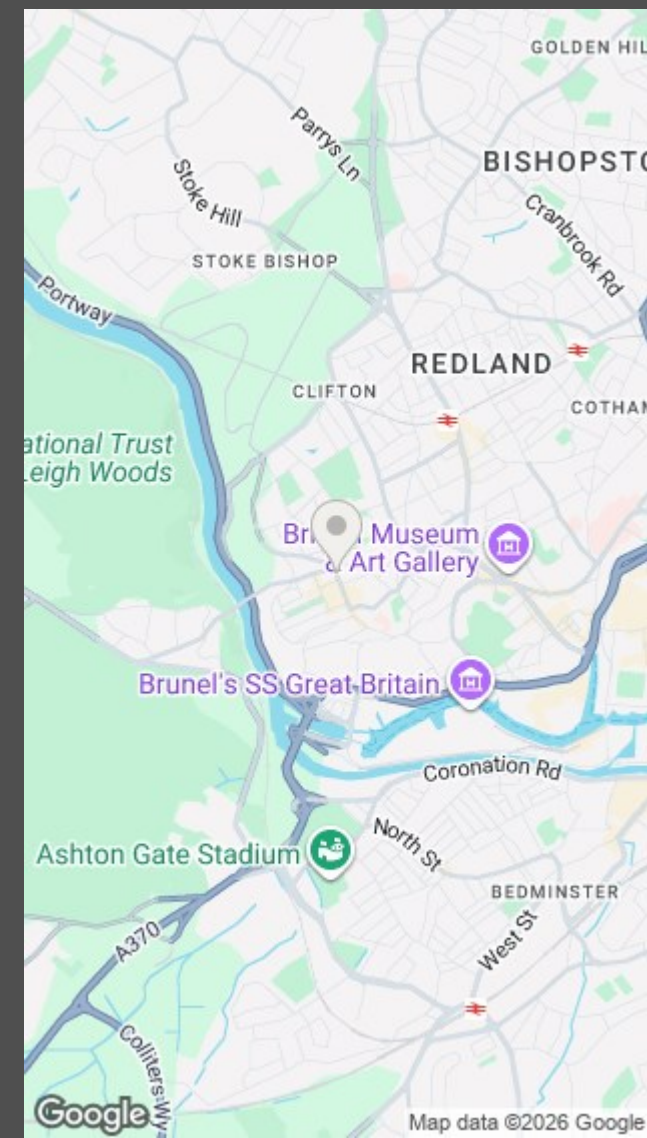 GOLDEN HIL
Parrys Ln
BISHOPSTO
Stoke Hill
Cranbrook Rd
STOKE BISHOP
Portway
REDLAND
CLIFTON
COTHAM
ational Trust
Leigh Woods
Museum
& Art Gallery
Brunel's SS Great Britain
Coronation Rd
North St
Ashton Gate Stadium
BEDMINSTER
West St
A370
Colliters Wy
Google
Map data ©2026 Google